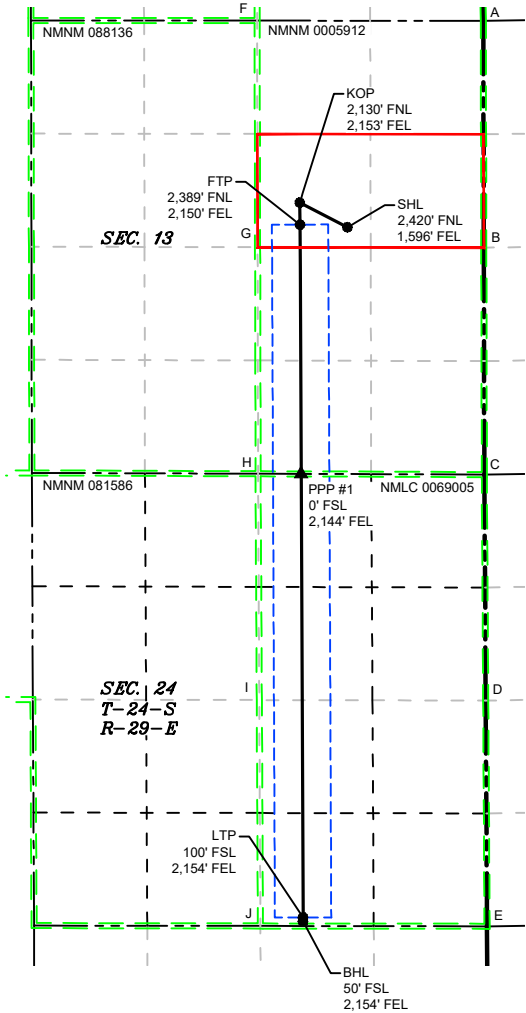 F
A
NMNM 088136
NMNM 0005912
KOP
2,130' FNL
2,153' FEL
FTP
2,389' FNL
2,150' FEL
SHL
2,420' FNL
1,596' FEL
SEC. 13
G
B
H
C
NMNM 081586
PPP #1
0' FSL
2,144' FEL
NMLC 0069005
SEC. 24
T-24-S
R-29-E
I
D
LTP
100' FSL
2,154' FEL
J
E
BHL
50' FSL
2,154' FEL